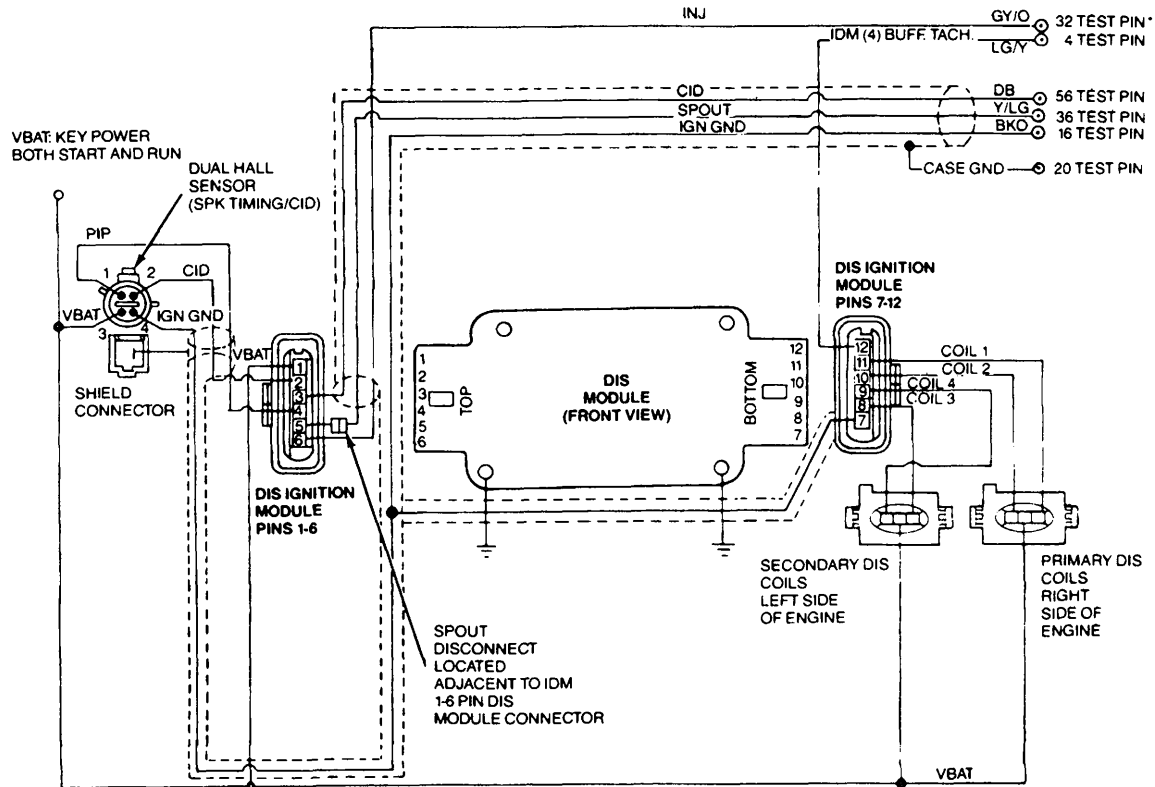 INJ
GY/O
32 TEST PIN*
IDM (4) BUFF. TACH.
LG/Y
4 TEST PIN
CID
DB
56 TEST PIN
SPOUT
Y/LG
36 TEST PIN
IGN GND
BKO
16 TEST PIN
CASE GND
20 TEST PIN
VBAT: KEY POWER
BOTH START AND RUN
DUAL HALL
SENSOR
(SPK TIMING/CID)
PIP
1
2
CID
VBAT
IGN GND
3
4
SHIELD
CONNECTOR
VBAT
1
2
3
4
5
6
DIS IGNITION
MODULE
PINS 1-6
1
2
3
4
5
6
TOP
DIS
MODULE
(FRONT VIEW)
BOTTOM
12
11
10
9
8
7
DIS IGNITION
MODULE
PINS 7-12
12
11
10
9
8
7
COIL 1
COIL 2
COIL 4
COIL 3
SECONDARY DIS
COILS
LEFT SIDE
OF ENGINE
PRIMARY DIS
COILS
RIGHT
SIDE OF
ENGINE
SPOUT
DISCONNECT
LOCATED
ADJACENT TO IDM
1-6 PIN DIS
MODULE CONNECTOR
VBAT